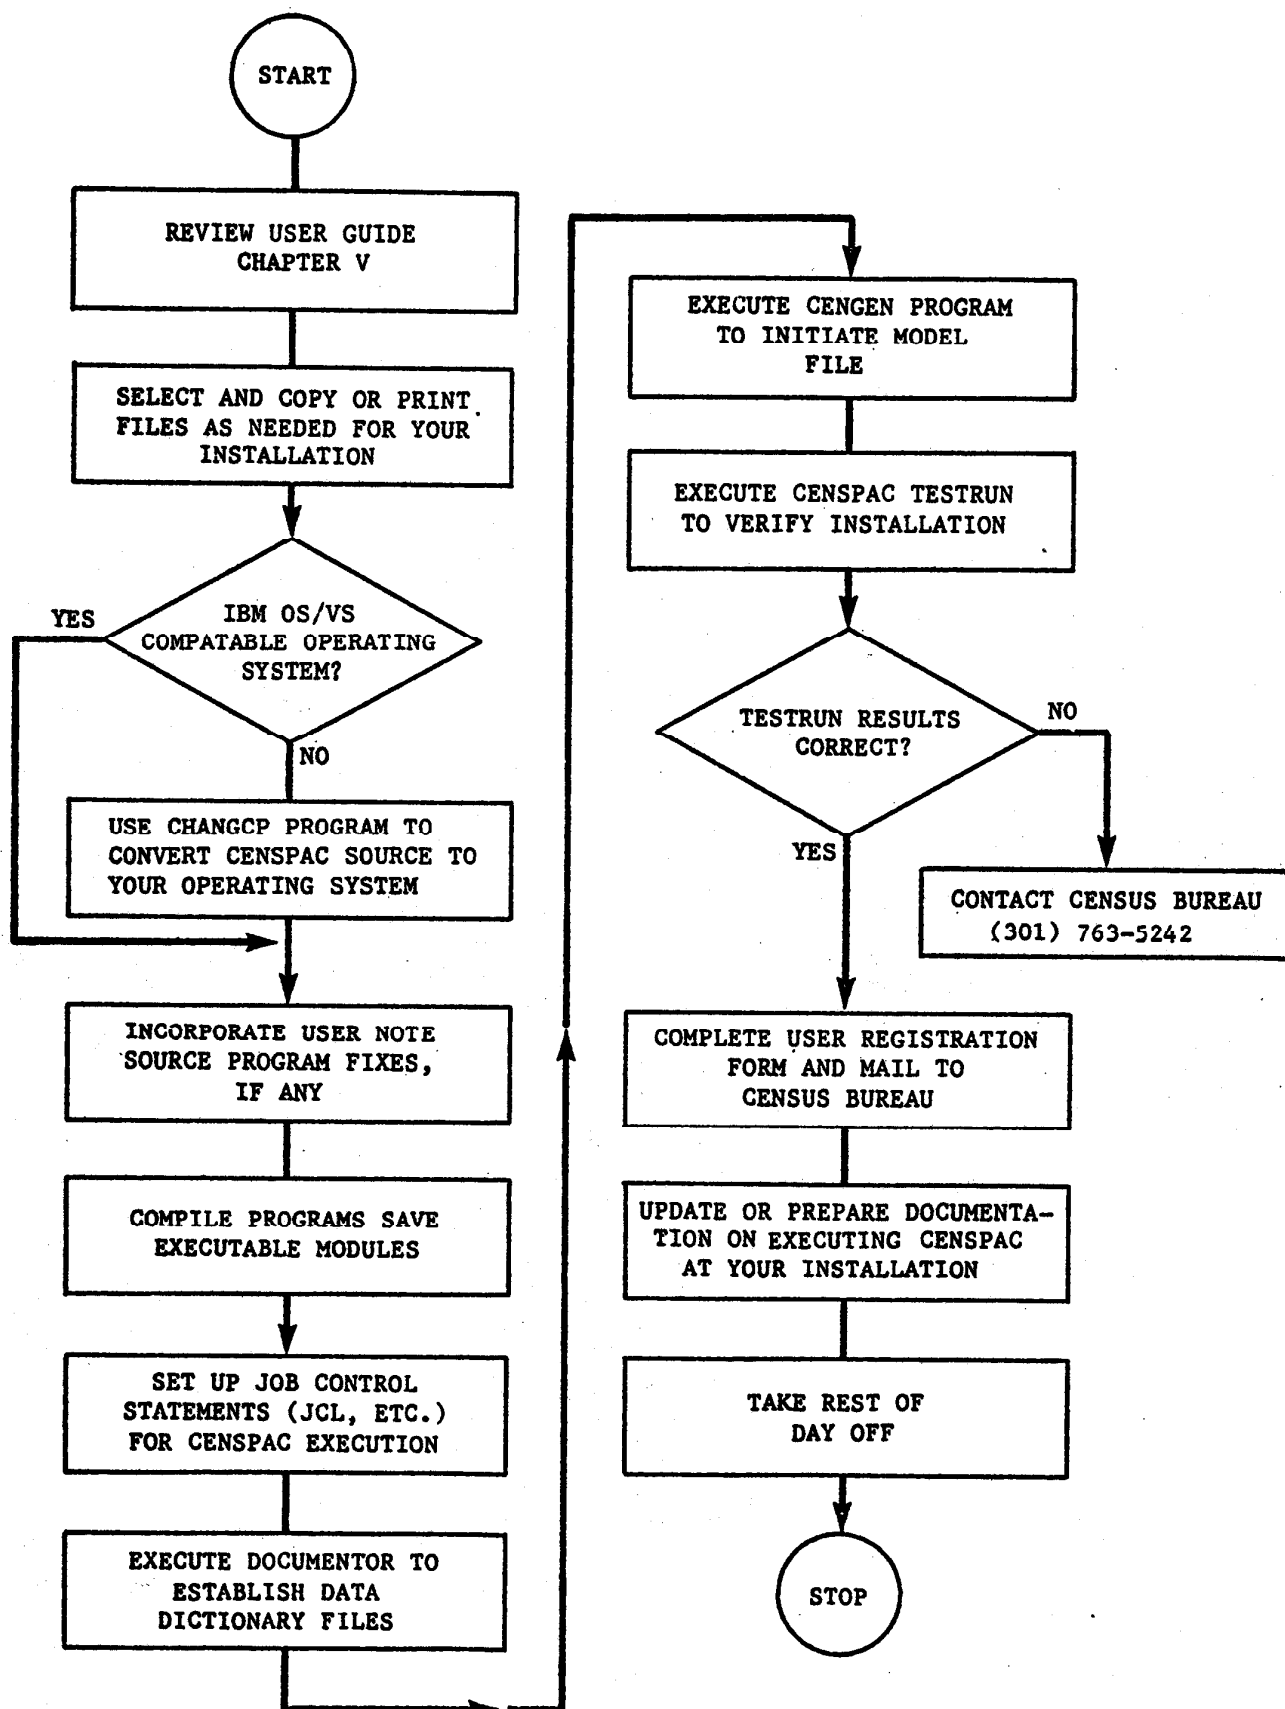 START
REVIEW USER GUIDE
CHAPTER V
SELECT AND COPY OR PRINT
FILES AS NEEDED FOR YOUR
INSTALLATION
IBM OS/VS
COMPATABLE OPERATING
SYSTEM?
YES
NO
USE CHANGCP PROGRAM TO
CONVERT CENSPAC SOURCE TO
YOUR OPERATING SYSTEM
INCORPORATE USER NOTE
SOURCE PROGRAM FIXES,
IF ANY
COMPILE PROGRAMS SAVE
EXECUTABLE MODULES
SET UP JOB CONTROL
STATEMENTS (JCL, ETC.)
FOR CENSPAC EXECUTION
EXECUTE DOCUMENTOR TO
ESTABLISH DATA
DICTIONARY FILES
EXECUTE CENGEN PROGRAM
TO INITIATE MODEL
FILE
EXECUTE CENSPAC TESTRUN
TO VERIFY INSTALLATION
TESTRUN RESULTS
CORRECT?
NO
YES
CONTACT CENSUS BUREAU
(301) 763-5242
COMPLETE USER REGISTRATION
FORM AND MAIL TO
CENSUS BUREAU
UPDATE OR PREPARE DOCUMENTA-
TION ON EXECUTING CENSPAC
AT YOUR INSTALLATION
TAKE REST OF
DAY OFF
STOP